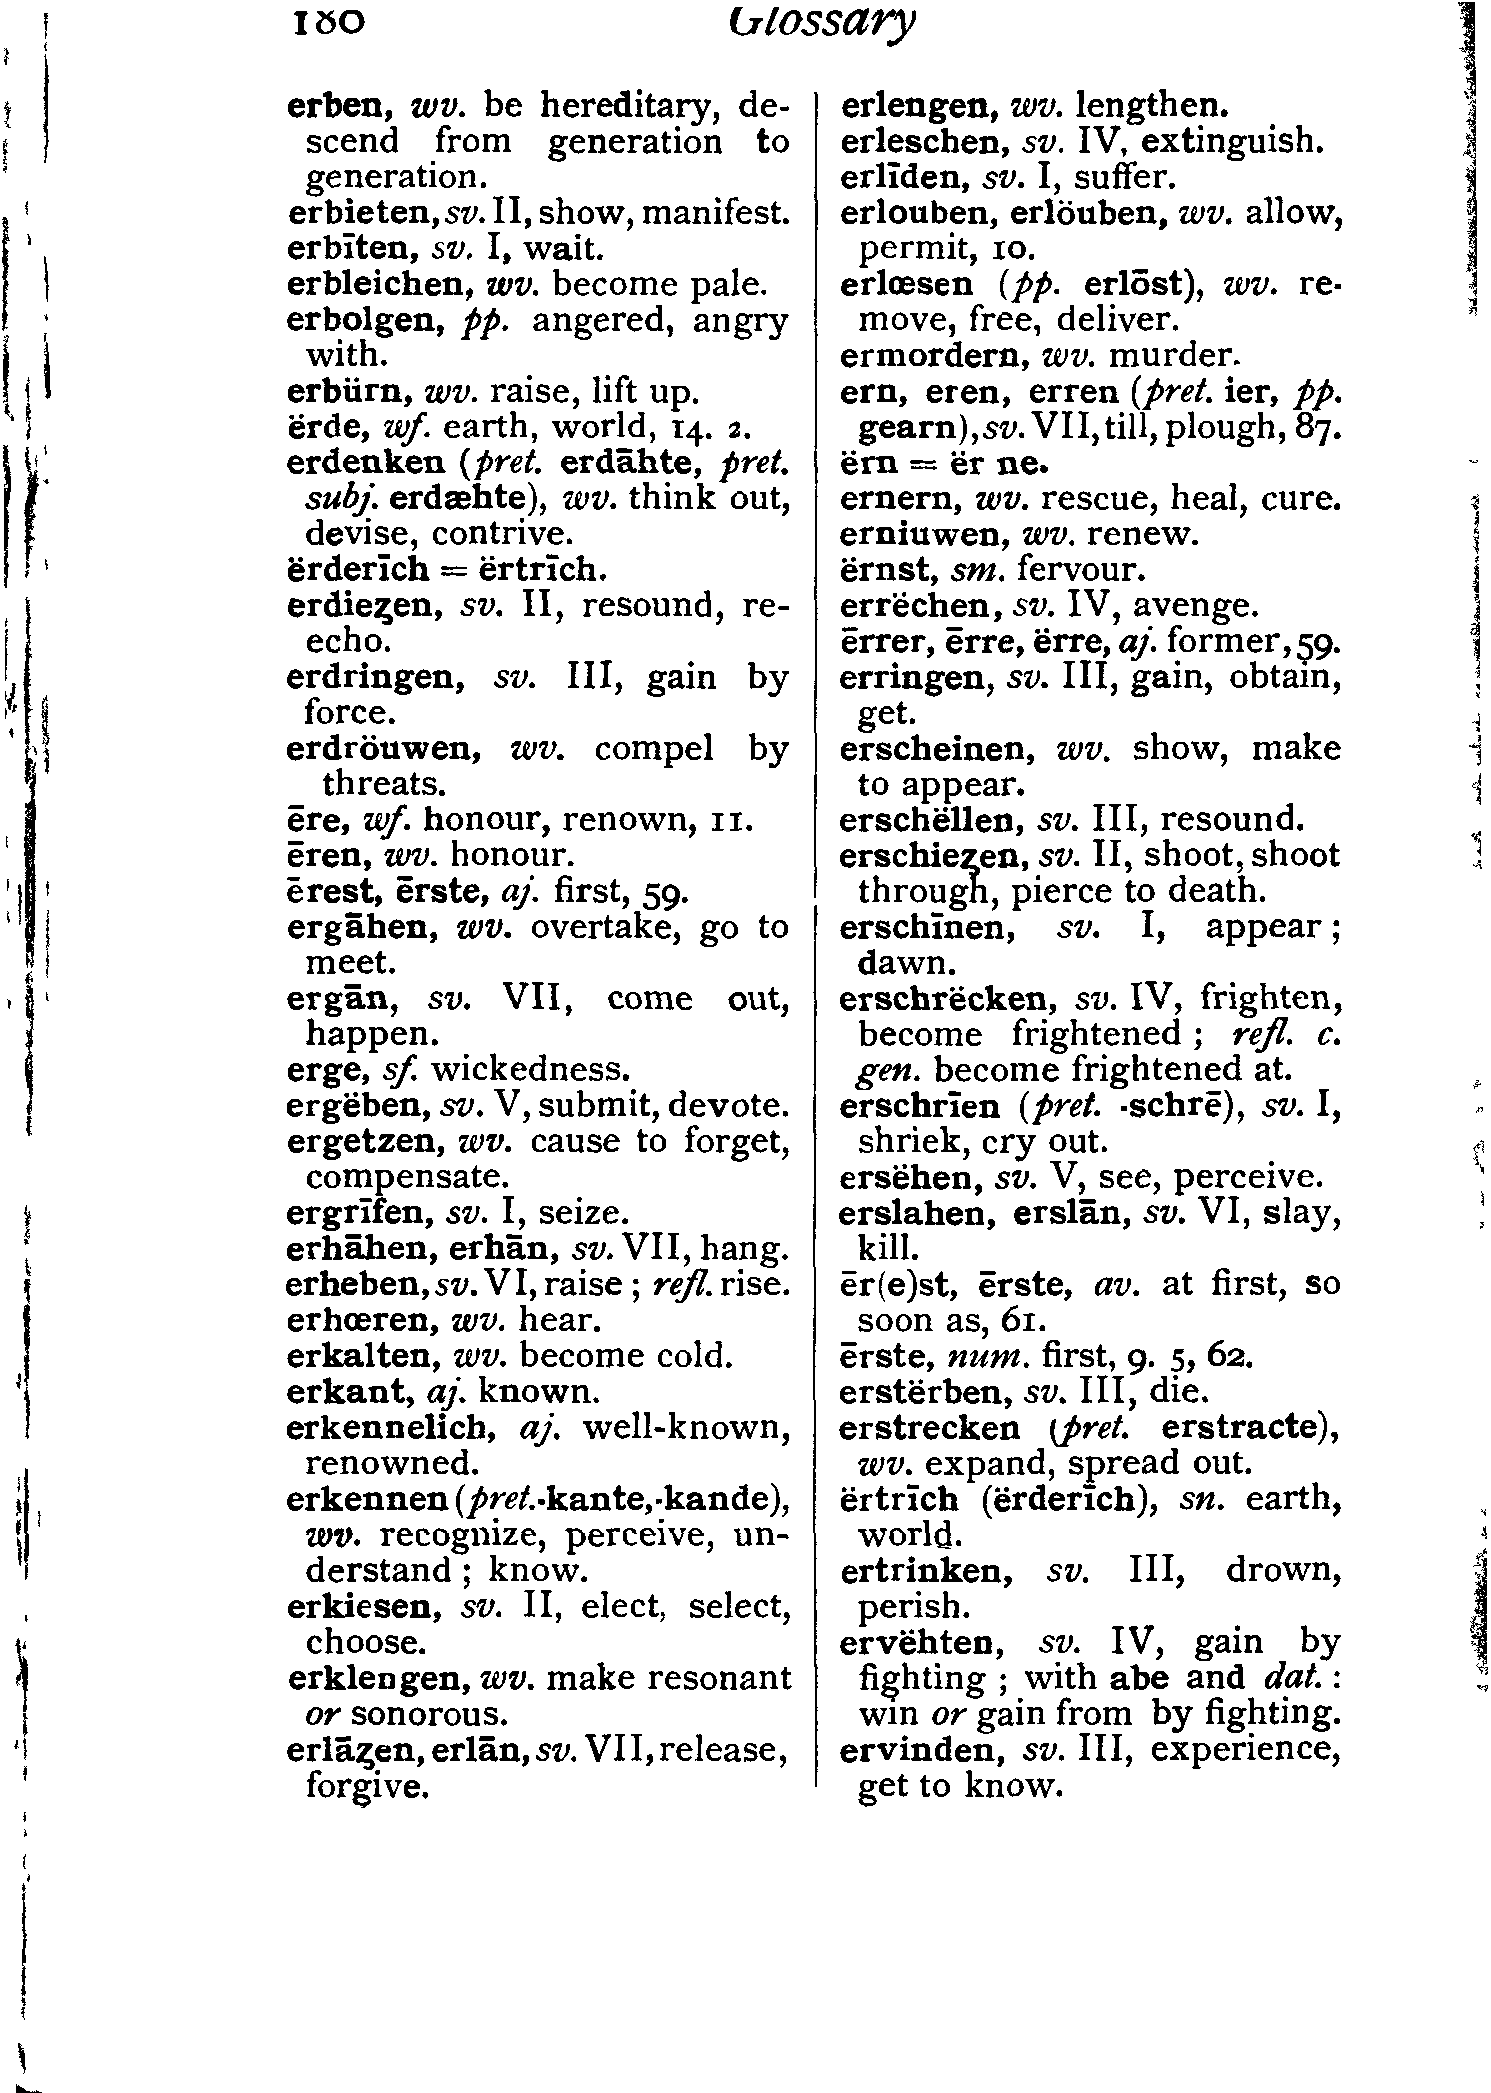 180
Glossary
erben, wv. be hereditary, de-
scend from generation to
generation.
erbieten, sv. II, show, manifest.
erbīten, sv. I, wait.
erbleichen, wv. become pale.
erbolgen, pp. angered, angry
with.
erbürn, wv. raise, lift up.
ërde, wf. earth, world, 14. 2.
erdenken (pret. erdāhte, pret.
subj. erdæhte), wv. think out,
devise, contrive.
ërderīch = ërtrīch.
erdieȥen, sv. II, resound, re-
echo.
erdringen, sv. III, gain by
force.
erdröuwen, wv. compel by
threats.
ēre, wf. honour, renown, 11.
ēren, wv. honour.
ērest, ērste, aj. first, 59.
ergāhen, wv. overtake, go to
meet.
ergān, sv. VII, come out,
happen.
erge, sf. wickedness.
ergëben, sv. V, submit, devote.
ergetzen, wv. cause to forget,
compensate.
ergrīfen, sv. I, seize.
erhāhen, erhān, sv. VII, hang.
erheben, sv. VI, raise ; refl. rise.
erhœren, wv. hear.
erkalten, wv. become cold.
erkant, aj. known.
erkennelich, aj. well-known,
renowned.
erkennen (pret. -kante, -kande),
wv. recognize, perceive, un-
derstand ; know.
erkiesen, sv. II, elect, select,
choose.
erklengen, wv. make resonant
or sonorous.
erlāȥen, erlān, sv. VII, release,
forgive.
erlengen, wv. lengthen.
erleschen, sv. IV, extinguish.
erlīden, sv. I, suffer.
erlouben, erlöuben, wv. allow,
permit, 10.
erlœsen (pp. erlōst), wv. re-
move, free, deliver.
ermordern, wv. murder.
ern, eren, erren (pret. ier, pp.
gearn), sv. VII, till, plough, 87.
ërn = ër ne.
ernern, wv. rescue, heal, cure.
erniuwen, wv. renew.
ërnst, sm. fervour.
errëchen, sv. IV, avenge.
ērrer, ērre, ërre, aj. former, 59.
erringen, sv. III, gain, obtain,
get.
erscheinen, wv. show, make
to appear.
erschëllen, sv. III, resound.
erschieȥen, sv. II, shoot, shoot
through, pierce to death.
erschīnen, sv. I, appear ;
dawn.
erschrëcken, sv. IV, frighten,
become frightened ; refl. c.
gen. become frightened at.
erschrīen (pret. -schrē), sv. I,
shriek, cry out.
ersëhen, sv. V, see, perceive.
erslahen, erslān, sv. VI, slay,
kill.
ēr(e)st, ērste, av. at first, so
soon as, 61.
ērste, num. first, 9. 5, 62.
erstërben, sv. III, die.
erstrecken (pret. erstracte),
wv. expand, spread out.
ërtrīch (ërderīch), sn. earth,
world.
ertrinken, sv. III, drown,
perish.
ervëhten, sv. IV, gain by
fighting ; with abe and dat. :
win or gain from by fighting.
ervinden, sv. III, experience,
get to know.